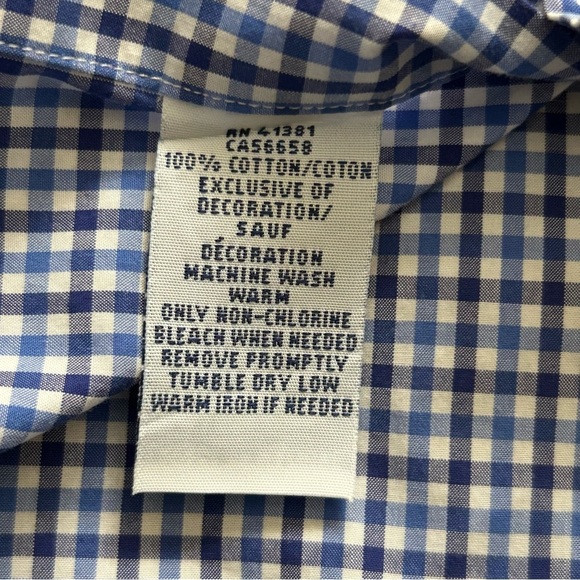 RN 41381
CA56658
100% COTTON/COTON
EXCLUSIVE OF
DECORATION/
SAUF
DÉCORATION
MACHINE WASH
WARM
ONLY NON-CHLORINE
BLEACH WHEN NEEDED
REMOVE PROMPTLY
TUMBLE DRY LOW
WARM IRON IF NEEDED